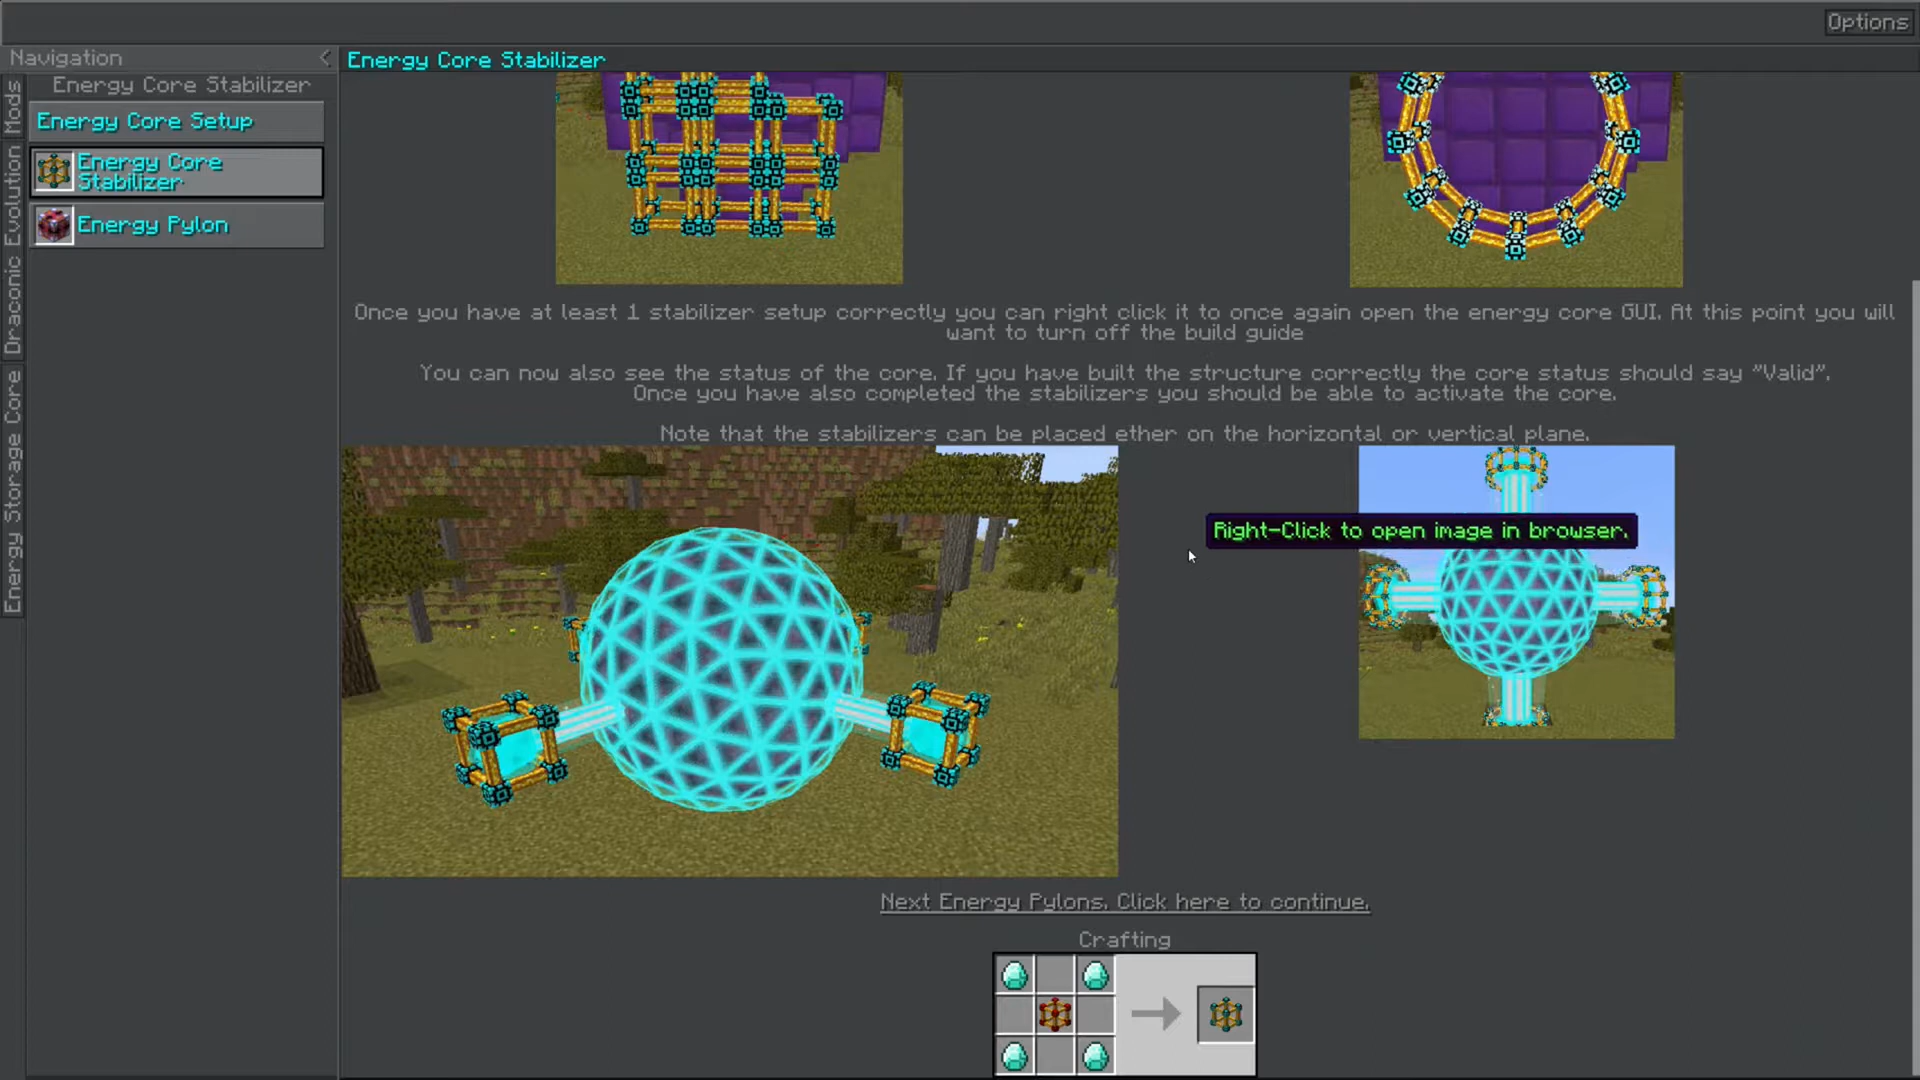 Options
Navigation
Energy Core Stabilizer
Energy Core Stabilizer
Energy Core Setup
Energy Core
Stabilizer
Energy Pylon
Mods
Draconic Evolution
Energy Storage Core
Once you have at least 1 stabilizer setup correctly you can right click it to once again open the energy core GUI. At this point you will
want to turn off the build guide
You can now also see the status of the core. If you have built the structure correctly the core status should say "Valid".
Once you have also completed the stabilizers you should be able to activate the core.
Note that the stabilizers can be placed ether on the horizontal or vertical plane.
Right-Click to open image in browser.
Next Energy Pylons. Click here to continue.
Crafting